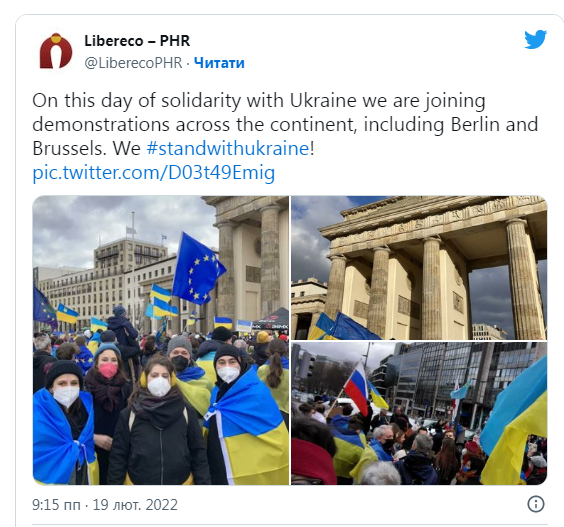 Libereco – PHR
@LiberecoPHR · Читати
On this day of solidarity with Ukraine we are joining
demonstrations across the continent, including Berlin and
Brussels. We #standwithukraine!
pic.twitter.com/D03t49Emig
9:15 пп · 19 лют. 2022